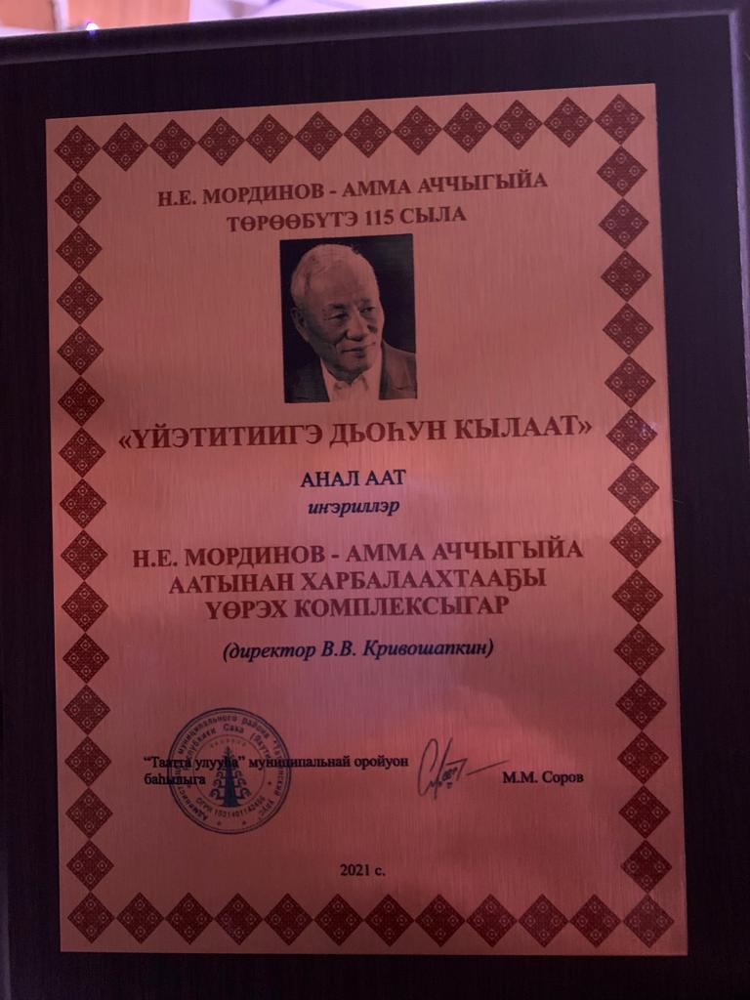 Н.Е. МОРДИНОВ - АММА АЧЧЫГЫЙА
ТӨРӨӨБҮТЭ 115 СЫЛА
«ҮЙЭТИТИИГЭ ДЬОҺУН КЫЛААТ»
АНАЛ ААТ
иҥэриллэр
Н.Е. МОРДИНОВ - АММА АЧЧЫГЫЙА
ААТЫНАН ХАРБАЛААХТААҔЫ
ҮӨРЭХ КОМПЛЕКСЫГАР
(директор В.В. Кривошапкин)
"Таатта улууһа" муниципальнай оройуон
баһылыга
М.М. Соров
2021 с.